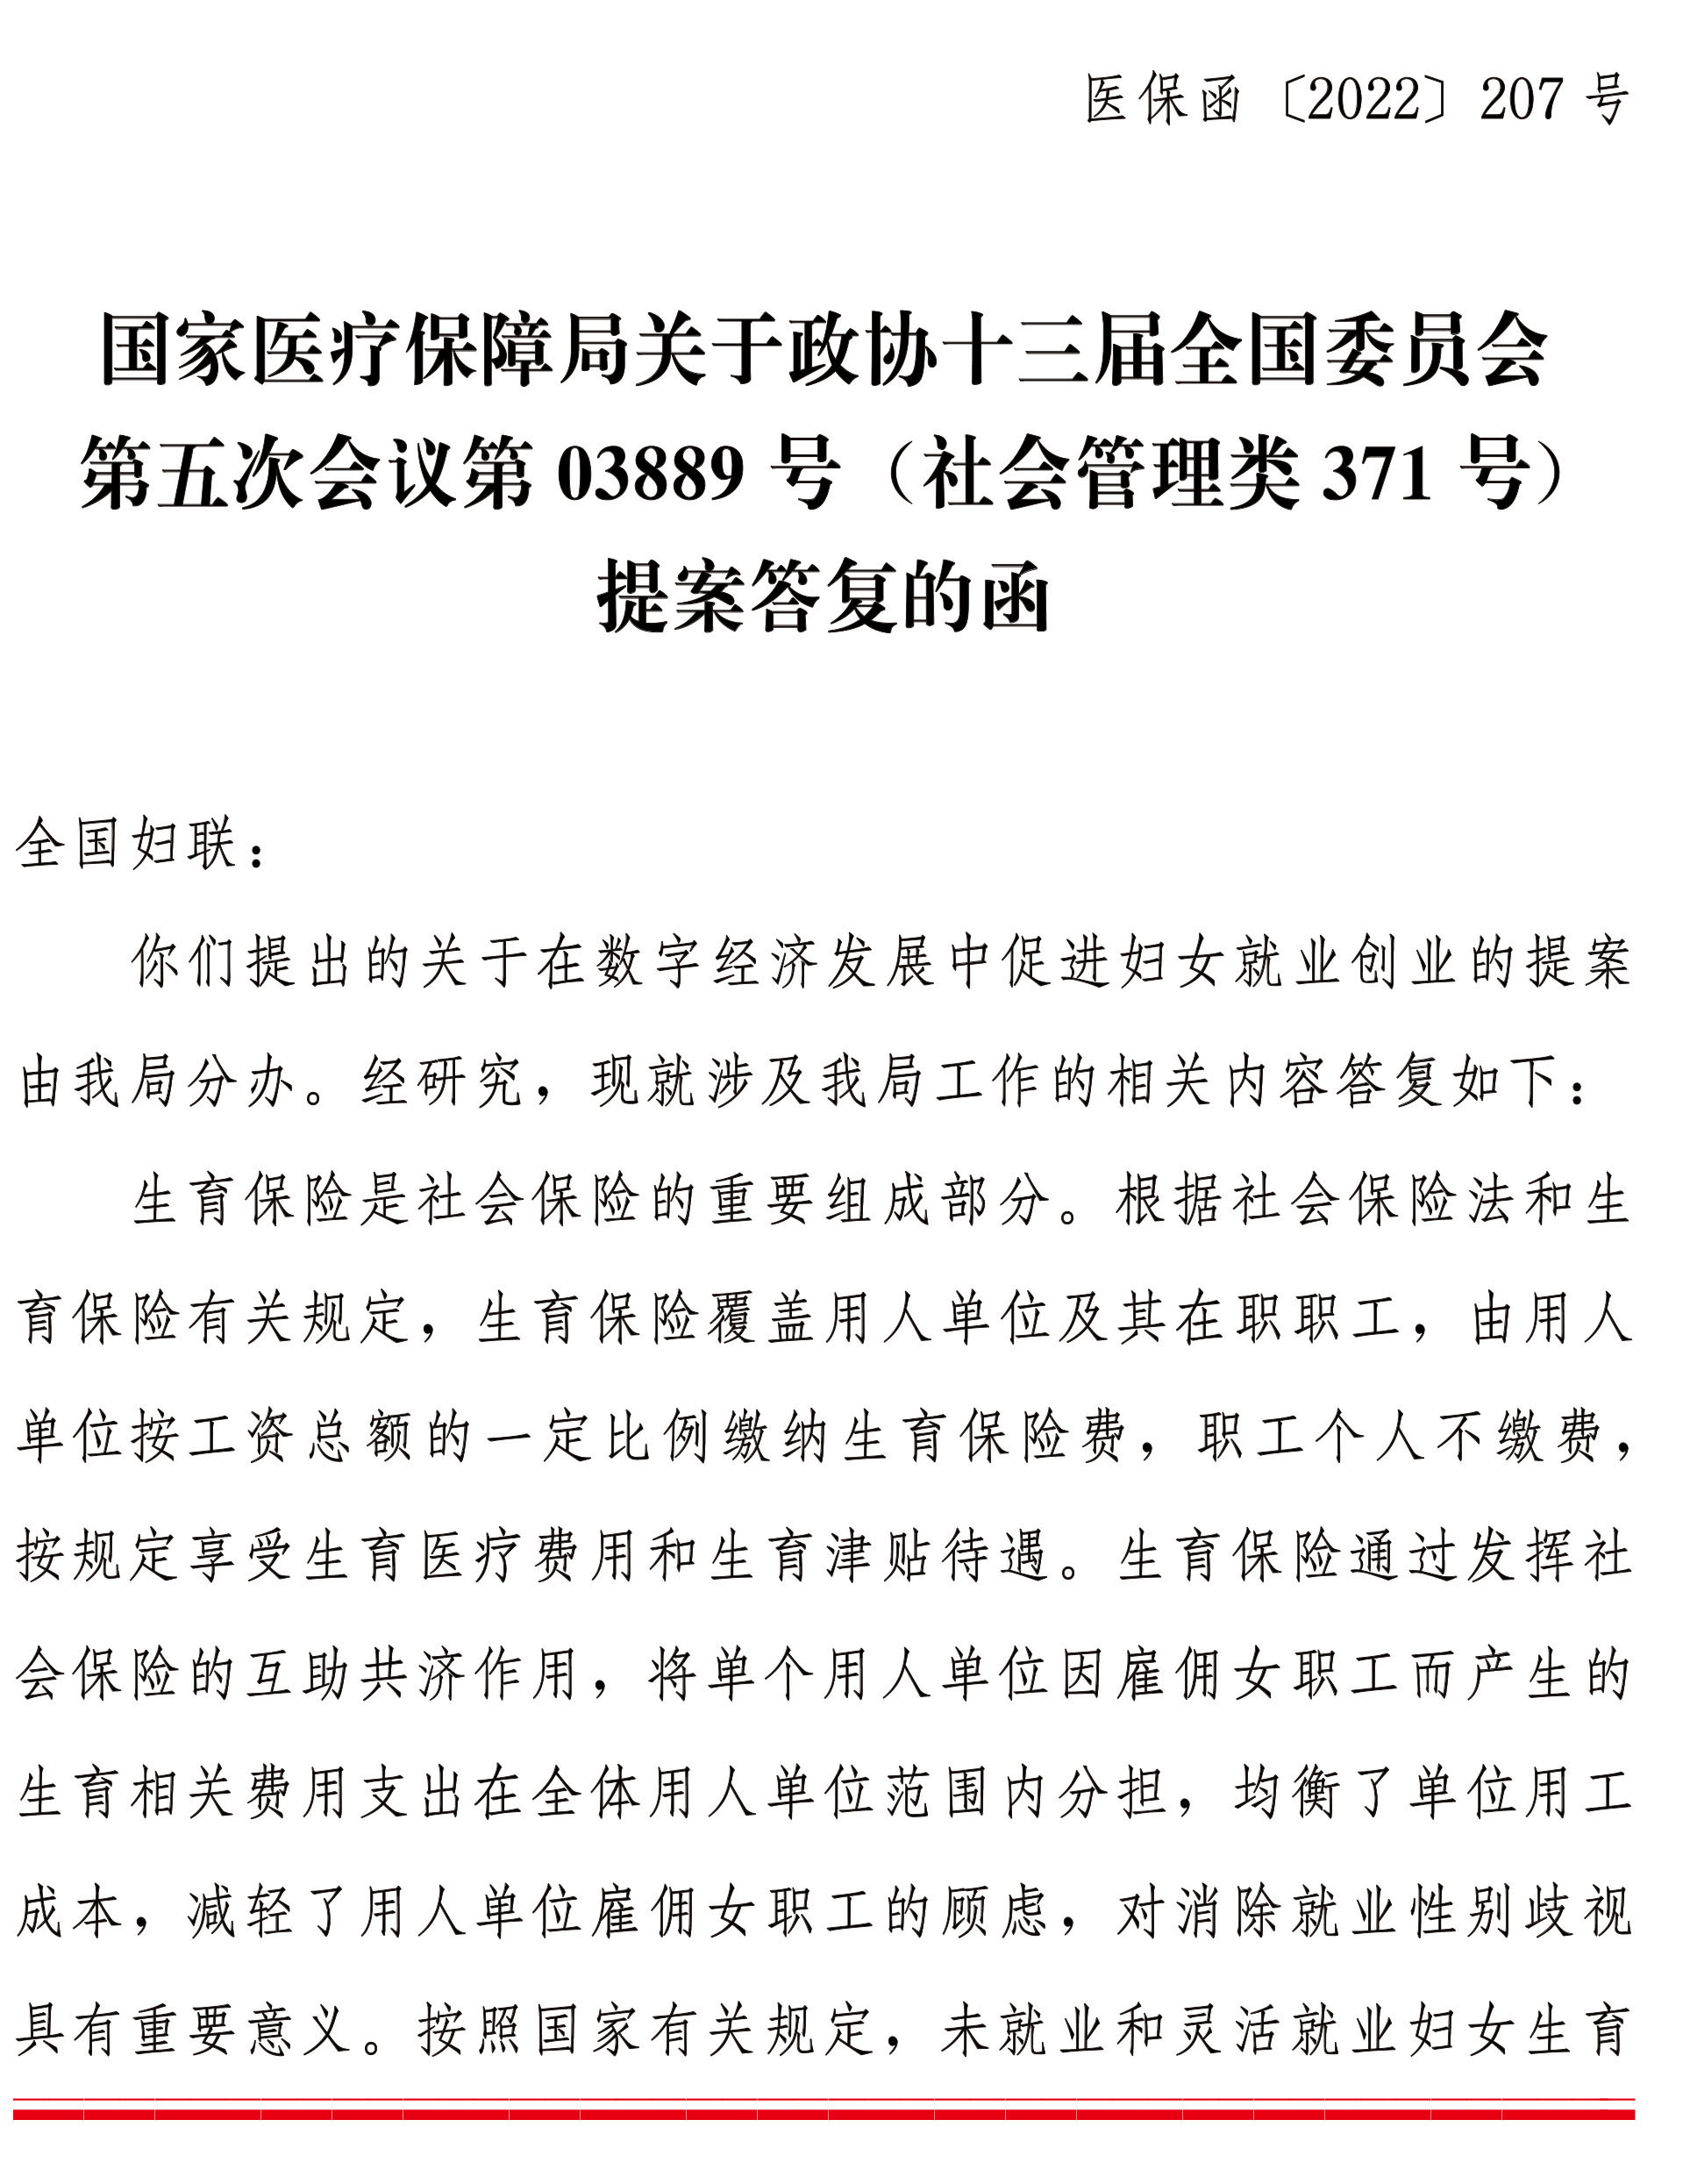 医保函〔2022〕207 号
国家医疗保障局关于政协十三届全国委员会
第五次会议第 03889 号（社会管理类 371 号）
提案答复的函
全国妇联：
你们提出的关于在数字经济发展中促进妇女就业创业的提案
由我局分办。经研究，现就涉及我局工作的相关内容答复如下：
生育保险是社会保险的重要组成部分。根据社会保险法和生
育保险有关规定，生育保险覆盖用人单位及其在职职工，由用人
单位按工资总额的一定比例缴纳生育保险费，职工个人不缴费，
按规定享受生育医疗费用和生育津贴待遇。生育保险通过发挥社
会保险的互助共济作用，将单个用人单位因雇佣女职工而产生的
生育相关费用支出在全体用人单位范围内分担，均衡了单位用工
成本，减轻了用人单位雇佣女职工的顾虑，对消除就业性别歧视
具有重要意义。按照国家有关规定，未就业和灵活就业妇女生育